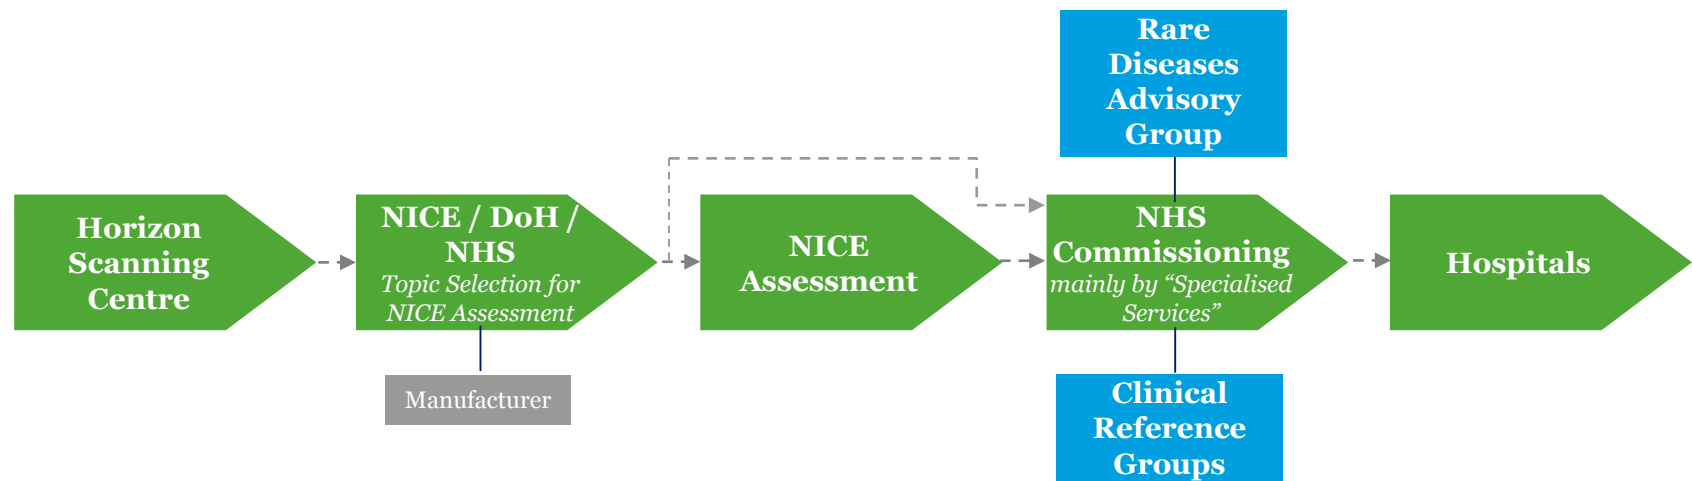 Rare
Diseases
Advisory
Group
Horizon
Scanning
Centre
NICE / DoH /
NHS
Topic Selection for
NICE Assessment
NICE
Assessment
NHS
Commissioning
mainly by “Specialised
Services”
Hospitals
Manufacturer
Clinical
Reference
Groups